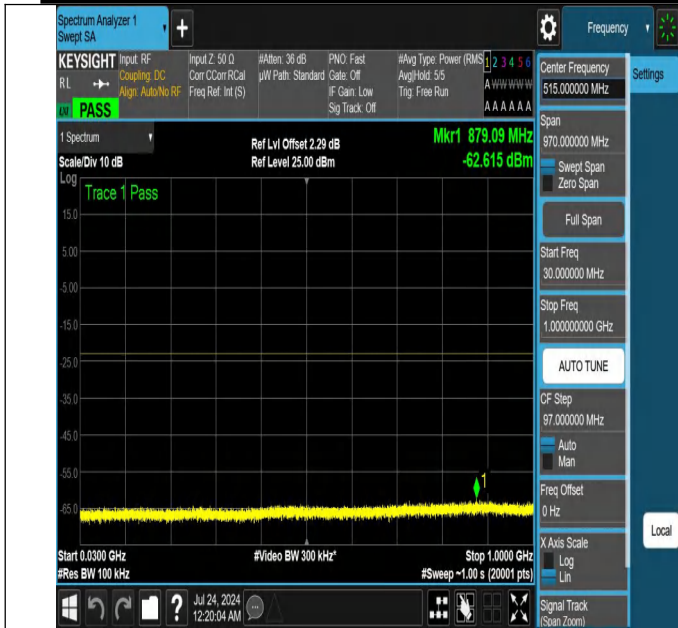 Spectrum Analyzer 1
Swept SA
+
Frequency
KEYSIGHT
RL
LXI
PASS
Input: RF
Coupling: DC
Align: Auto/No RF
Input Z: 50 Ω
Corr CCorr RCal
Freq Ref: Int (S)
#Atten: 36 dB
µW Path: Standard
PNO: Fast
Gate: Off
IF Gain: Low
Sig Track: Off
#Avg Type: Power (RMS
Avg|Hold: 5/5
Trig: Free Run
1 2 3 4 5 6
A W W W W W
A A A A A A
1 Spectrum
Scale/Div 10 dB
Ref Lvl Offset 2.29 dB
Ref Level 25.00 dBm
Mkr1 879.09 MHz
-62.615 dBm
Log
Trace 1 Pass
15.0
5.00
-5.00
-15.0
-25.0
-35.0
-45.0
-55.0
-65.0
1
Start 0.0300 GHz
#Res BW 100 kHz
#Video BW 300 kHz*
Stop 1.0000 GHz
#Sweep ~1.00 s (20001 pts)
Jul 24, 2024
12:20:04 AM
?
Center Frequency
515.000000 MHz
Settings
Span
970.000000 MHz
Swept Span
Zero Span
Full Span
Start Freq
30.000000 MHz
Stop Freq
1.000000000 GHz
AUTO TUNE
CF Step
97.000000 MHz
Auto
Man
Freq Offset
0 Hz
Local
X Axis Scale
Log
Lin
Signal Track
(Span Zoom)